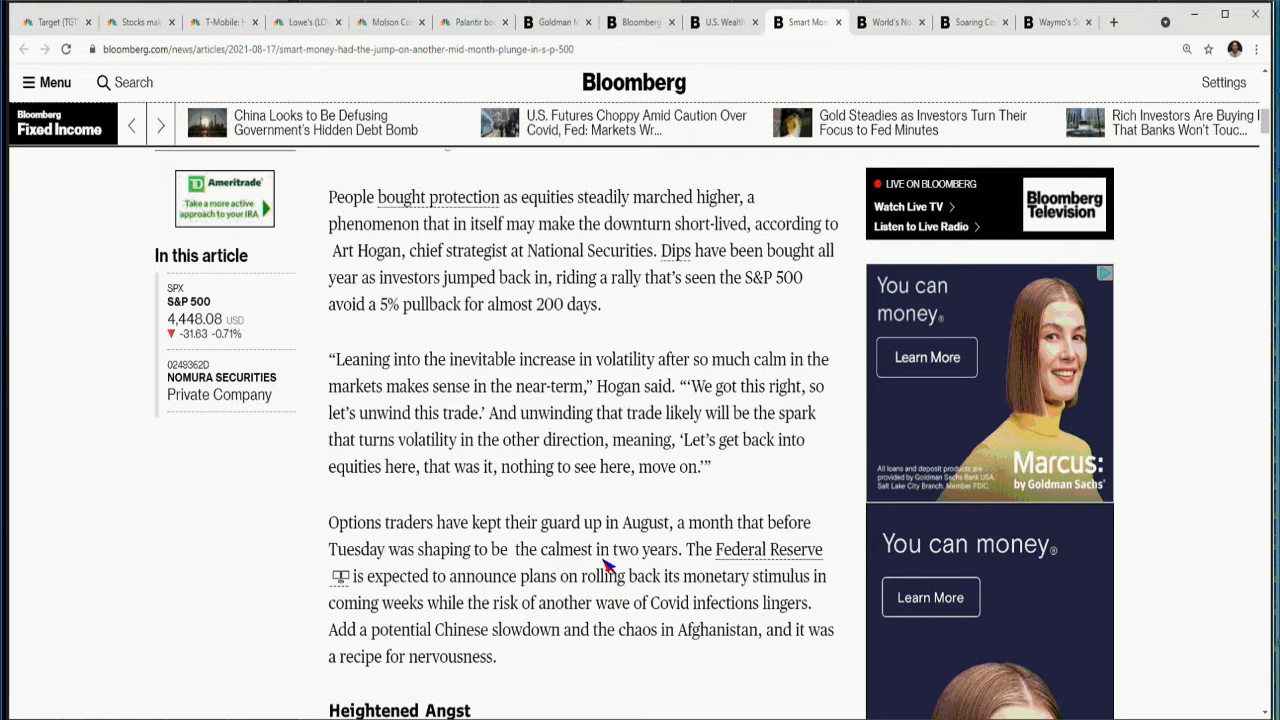 Target (TGT
Stocks mak
T-Mobile: H
Lowe's (LO
Molson Co
Palantir bo
Goldman M
Bloomberg
U.S. Wealth
Smart Mon
World's No.
Soaring Co
Waymo's S
bloomberg.com/news/articles/2021-08-17/smart-money-had-the-jump-on-another-mid-month-plunge-in-s-p-500
Menu
Search
Bloomberg
Settings
Bloomberg
Fixed Income
China Looks to Be Defusing
Government's Hidden Debt Bomb
U.S. Futures Choppy Amid Caution Over
Covid, Fed: Markets Wr...
Gold Steadies as Investors Turn Their
Focus to Fed Minutes
Rich Investors Are Buying
That Banks Won't Touc...
TD Ameritrade
Take a more active
approach to your IRA
In this article
SPX
S&P 500
4,448.08 USD
▼ -31.63 -0.71%
0249362D
NOMURA SECURITIES
Private Company
People bought protection as equities steadily marched higher, a
phenomenon that in itself may make the downturn short-lived, according to
Art Hogan, chief strategist at National Securities. Dips have been bought all
year as investors jumped back in, riding a rally that's seen the S&P 500
avoid a 5% pullback for almost 200 days.
“Leaning into the inevitable increase in volatility after so much calm in the
markets makes sense in the near-term,” Hogan said. “‘We got this right, so
let's unwind this trade.’ And unwinding that trade likely will be the spark
that turns volatility in the other direction, meaning, ‘Let's get back into
equities here, that was it, nothing to see here, move on.’”
Options traders have kept their guard up in August, a month that before
Tuesday was shaping to be the calmest in two years. The Federal Reserve
is expected to announce plans on rolling back its monetary stimulus in
coming weeks while the risk of another wave of Covid infections lingers.
Add a potential Chinese slowdown and the chaos in Afghanistan, and it was
a recipe for nervousness.
Heightened Angst
LIVE ON BLOOMBERG
Watch Live TV
Listen to Live Radio
Bloomberg
Television
You can
money®
Learn More
All loans and deposit products are
provided by Goldman Sachs Bank USA,
Salt Lake City Branch. Member FDIC.
Marcus:
by Goldman Sachs®
You can money®
Learn More